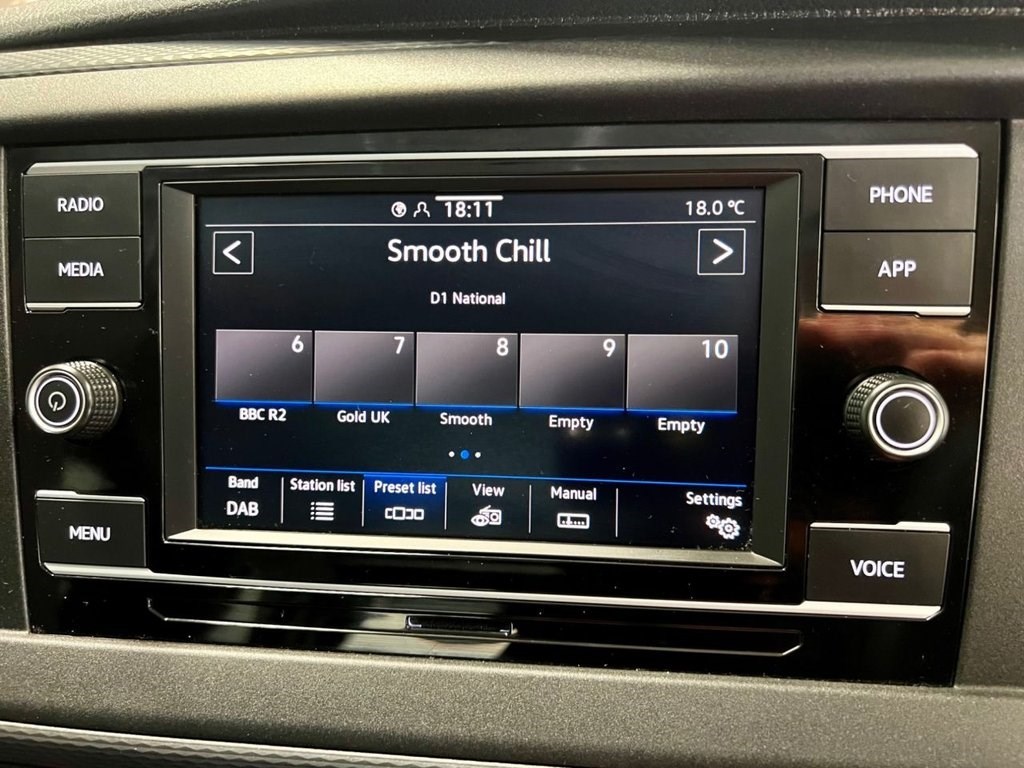 RADIO
MEDIA
MENU
PHONE
APP
VOICE
18:11
18.0 °C
<
Smooth Chill
>
D1 National
6
7
8
9
10
BBC R2
Gold UK
Smooth
Empty
Empty
Band
DAB
Station list
Preset list
View
Manual
Settings